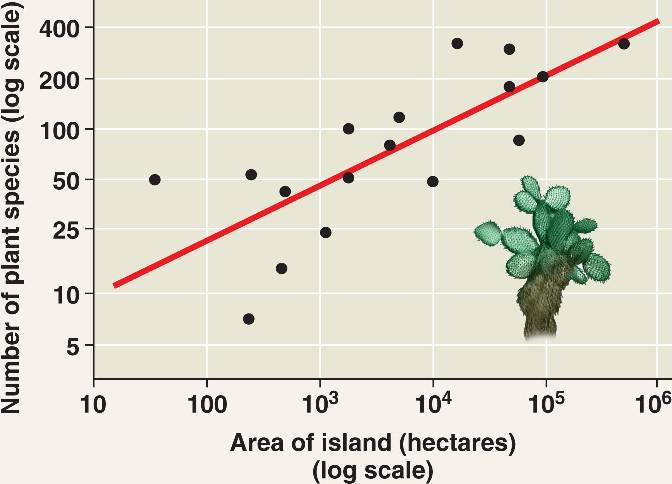 Number of plant species (log scale)
400
200
100
50
25
10
5
10 100 10³ 10⁴ 10⁵ 10⁶
Area of island (hectares)
(log scale)